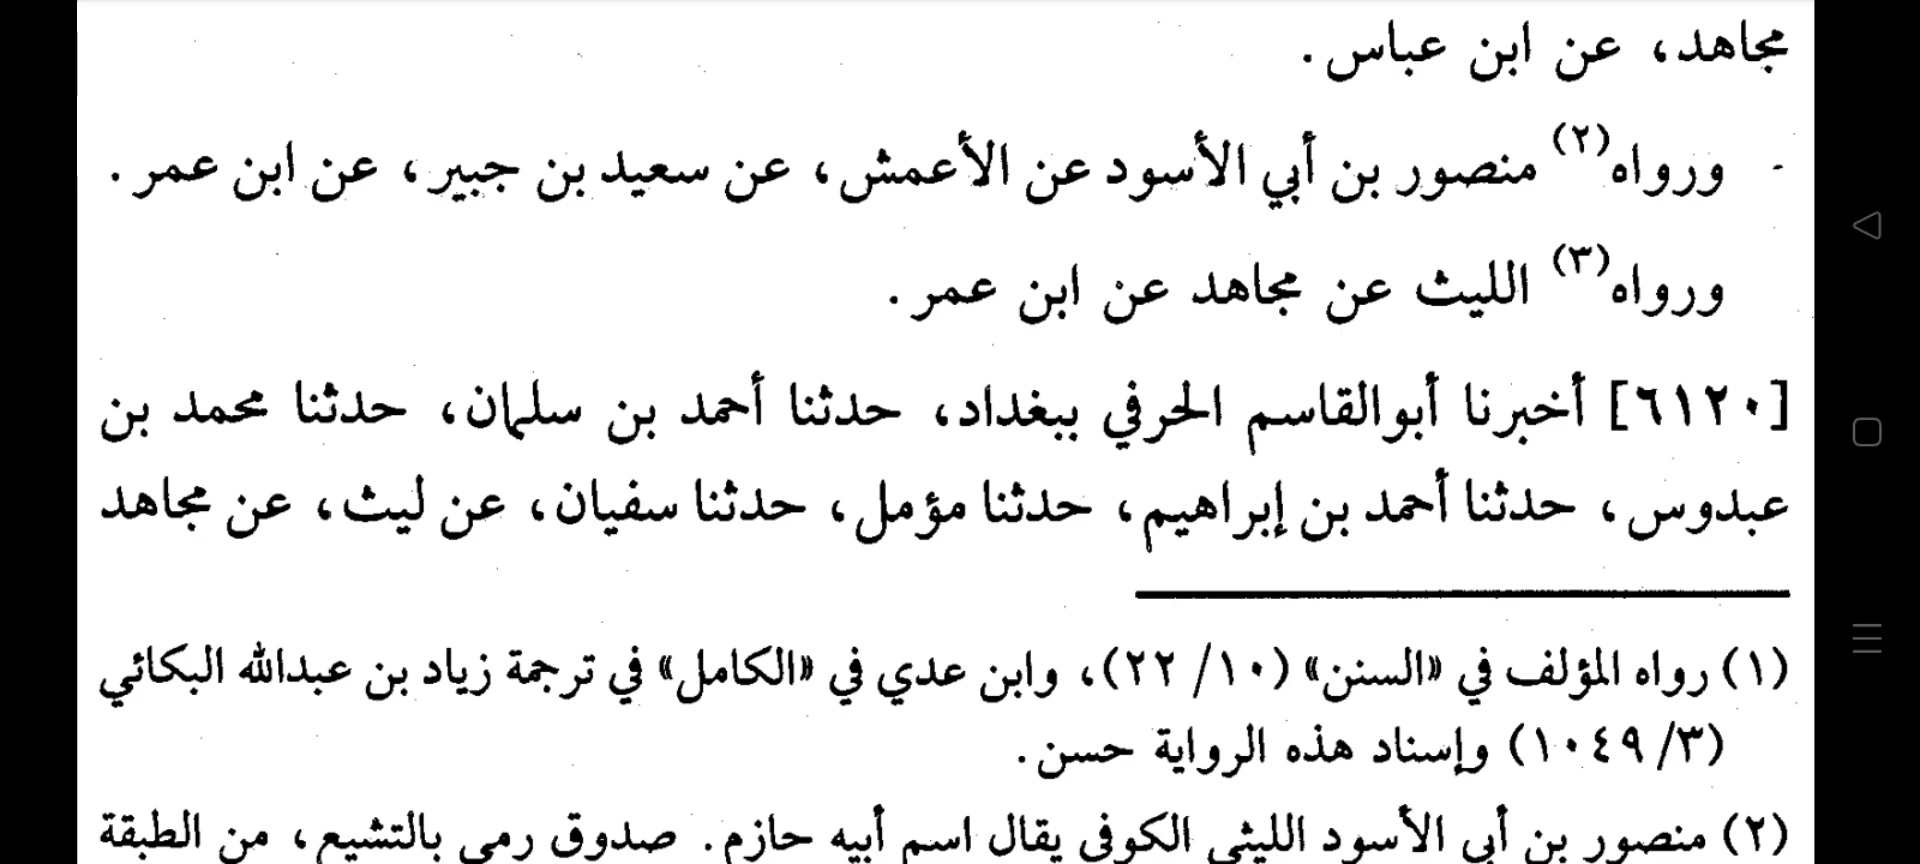 مجاهد، عن ابن عباس.
- ورواه(٢) منصور بن أبي الأسود عن الأعمش، عن سعيد بن جبير، عن ابن عمر.
ورواه(٣) الليث عن مجاهد عن ابن عمر.
[٦١٢٠] أخبرنا أبوالقاسم الحرفي ببغداد، حدثنا أحمد بن سلمان، حدثنا محمد بن
عبدوس، حدثنا أحمد بن إبراهيم، حدثنا مؤمل، حدثنا سفيان، عن ليث، عن مجاهد
(١) رواه المؤلف في «السنن» (١٠/ ٢٢)، وابن عدي في «الكامل» في ترجمة زياد بن عبدالله البكائي
(٣/ ١٠٤٩) وإسناد هذه الرواية حسن.
(٢) منصور بن أبي الأسود الليثي الكوفي يقال اسم أبيه حازم. صدوق رمي بالتشيع، من الطبقة